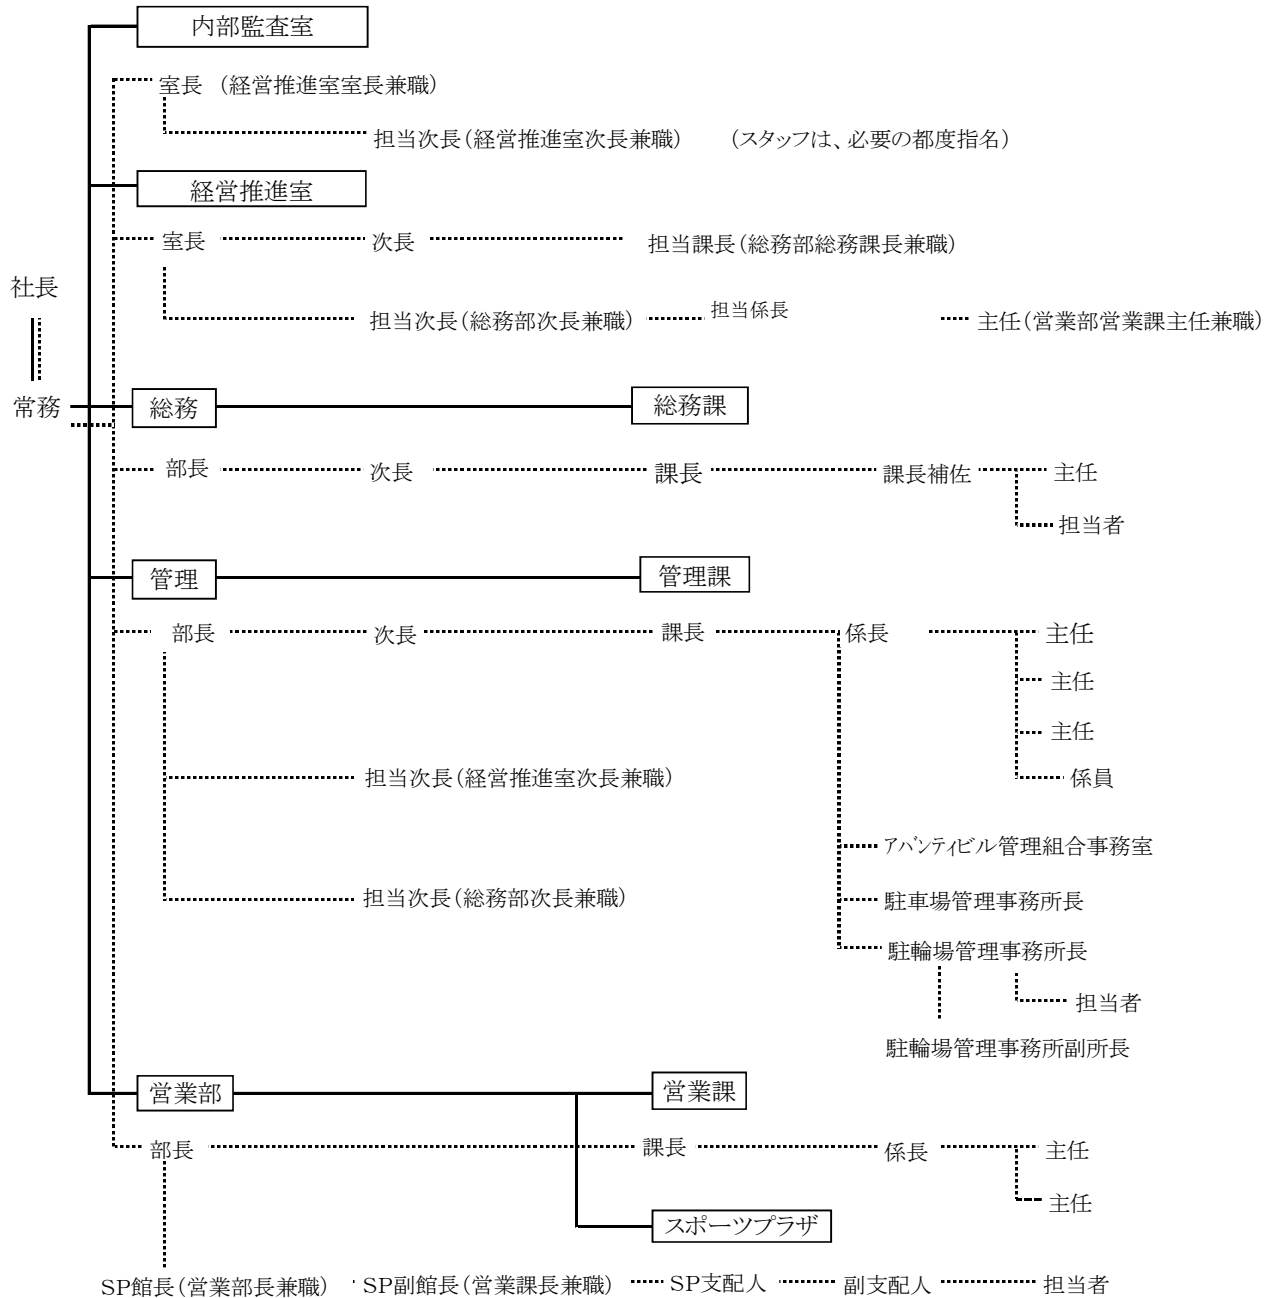 内部監査室
室長 (経営推進室室長兼職)
担当次長(経営推進室次長兼職) (スタッフは、必要の都度指名)
経営推進室
室長 次長 担当課長(総務部総務課長兼職)
社長
担当次長(総務部次長兼職) 担当係長 主任(営業部営業課主任兼職)
常務 総務 総務課
部長 次長 課長 課長補佐 主任
担当者
管理 管理課
部長 次長 課長 係長 主任
主任
主任
担当次長(経営推進室次長兼職) 係員
アバンティビル管理組合事務室
担当次長(総務部次長兼職) 駐車場管理事務所長
駐輪場管理事務所長
担当者
駐輪場管理事務所副所長
営業部 営業課
部長 課長 係長 主任
主任
スポーツプラザ
SP館長(営業部長兼職) SP副館長(営業課長兼職) SP支配人 副支配人 担当者